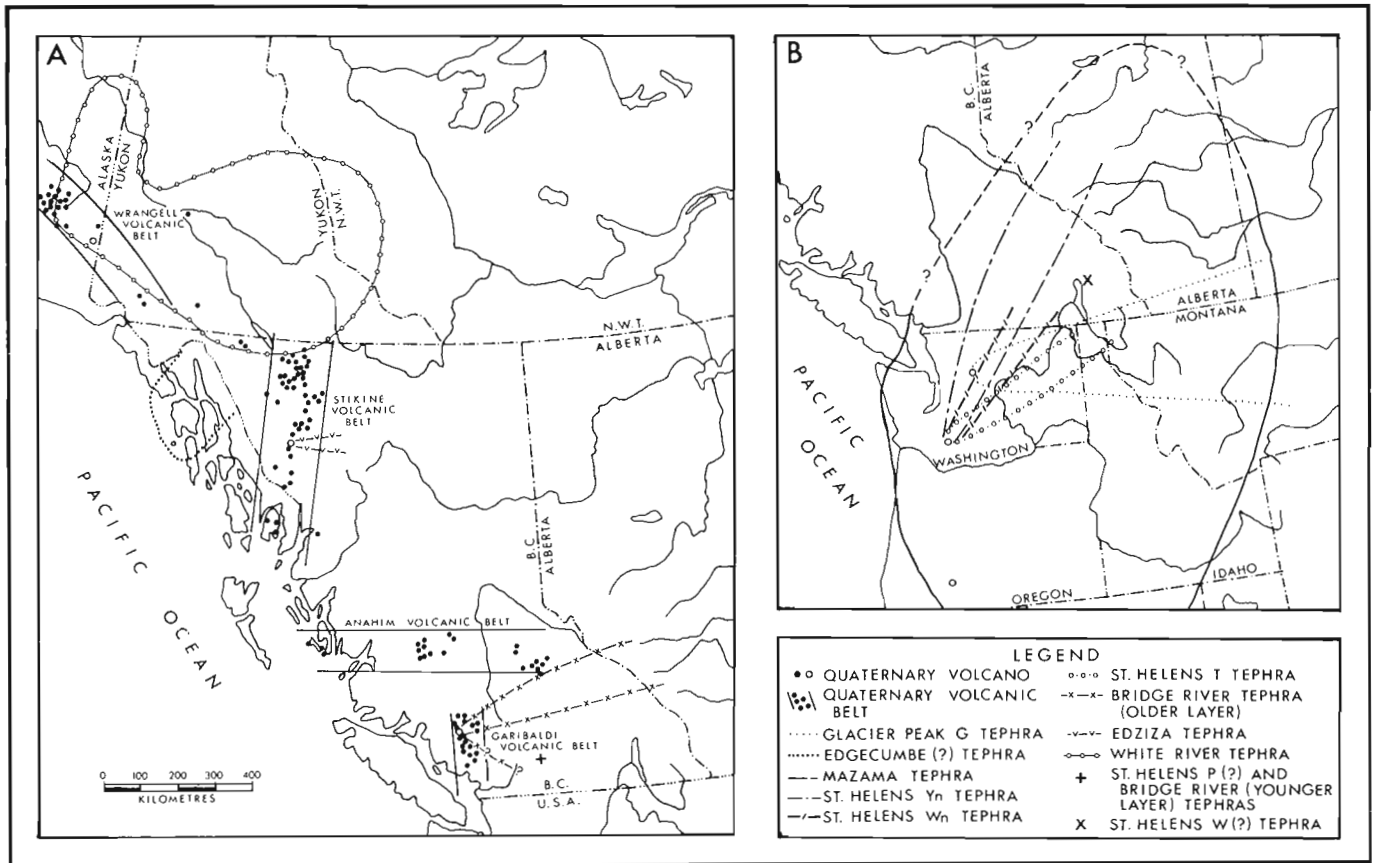 A
ALASKA
YUKON
WRANGELL
VOLCANIC
BELT
YUKON
N.W.T.
N.W.T.
ALBERTA
STIKINE
VOLCANIC
BELT
PACIFIC
OCEAN
B.C.
ALBERTA
ANAHIM VOLCANIC BELT
GARIBALDI
VOLCANIC BELT
?
B.C.
U.S.A.
0 100 200 300 400
KILOMETRES
B
B.C.
ALBERTA
?
?
?
?
X
ALBERTA
MONTANA
PACIFIC
OCEAN
WASHINGTON
OREGON
IDAHO
LEGEND
QUATERNARY VOLCANO
QUATERNARY VOLCANIC
BELT
GLACIER PEAK G TEPHRA
EDGECUMBE (?) TEPHRA
MAZAMA TEPHRA
ST. HELENS Yn TEPHRA
ST. HELENS Wn TEPHRA
ST. HELENS T TEPHRA
BRIDGE RIVER TEPHRA
(OLDER LAYER)
EDZIZA TEPHRA
WHITE RIVER TEPHRA
+ ST. HELENS P (?) AND
BRIDGE RIVER (YOUNGER
LAYER) TEPHRAS
X ST. HELENS W (?) TEPHRA